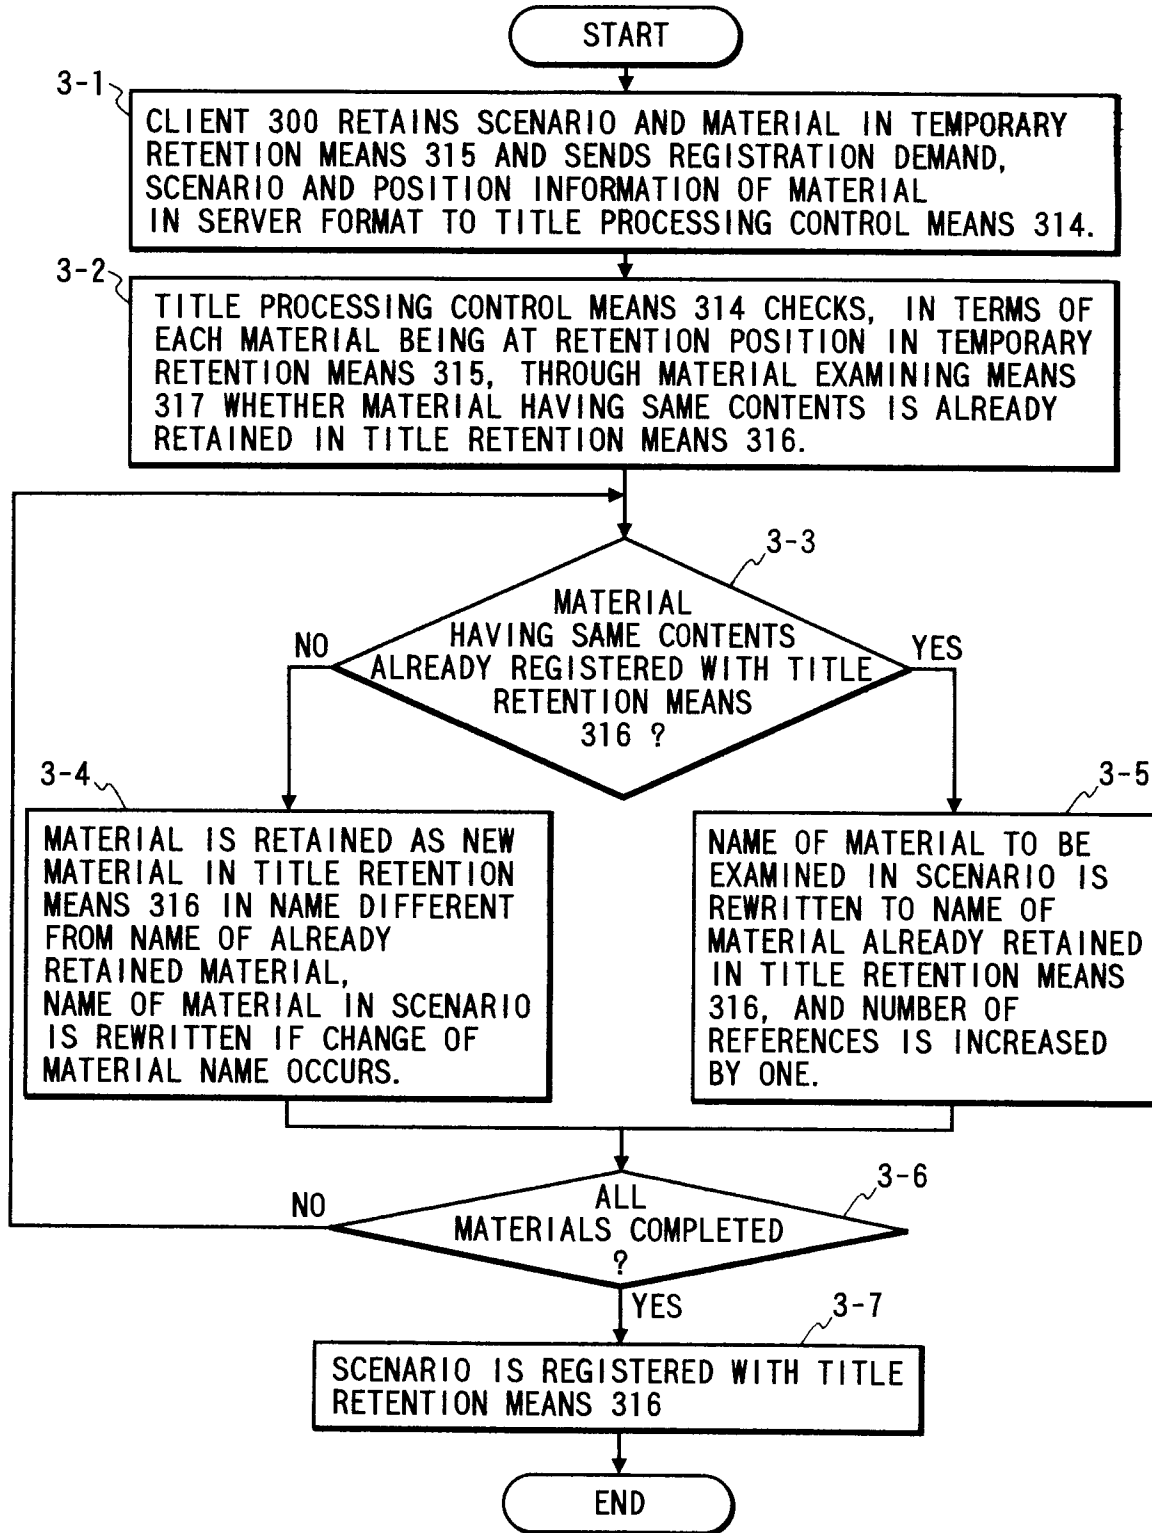 START
3-1
CLIENT 300 RETAINS SCENARIO AND MATERIAL IN TEMPORARY
RETENTION MEANS 315 AND SENDS REGISTRATION DEMAND,
SCENARIO AND POSITION INFORMATION OF MATERIAL
IN SERVER FORMAT TO TITLE PROCESSING CONTROL MEANS 314.
3-2
TITLE PROCESSING CONTROL MEANS 314 CHECKS, IN TERMS OF
EACH MATERIAL BEING AT RETENTION POSITION IN TEMPORARY
RETENTION MEANS 315, THROUGH MATERIAL EXAMINING MEANS
317 WHETHER MATERIAL HAVING SAME CONTENTS IS ALREADY
RETAINED IN TITLE RETENTION MEANS 316.
3-3
MATERIAL
HAVING SAME CONTENTS
ALREADY REGISTERED WITH TITLE
RETENTION MEANS
316 ?
NO
YES
3-4
MATERIAL IS RETAINED AS NEW
MATERIAL IN TITLE RETENTION
MEANS 316 IN NAME DIFFERENT
FROM NAME OF ALREADY
RETAINED MATERIAL,
NAME OF MATERIAL IN SCENARIO
IS REWRITTEN IF CHANGE OF
MATERIAL NAME OCCURS.
3-5
NAME OF MATERIAL TO BE
EXAMINED IN SCENARIO IS
REWRITTEN TO NAME OF
MATERIAL ALREADY RETAINED
IN TITLE RETENTION MEANS
316, AND NUMBER OF
REFERENCES IS INCREASED
BY ONE.
3-6
ALL
MATERIALS COMPLETED
?
NO
YES
3-7
SCENARIO IS REGISTERED WITH TITLE
RETENTION MEANS 316
END